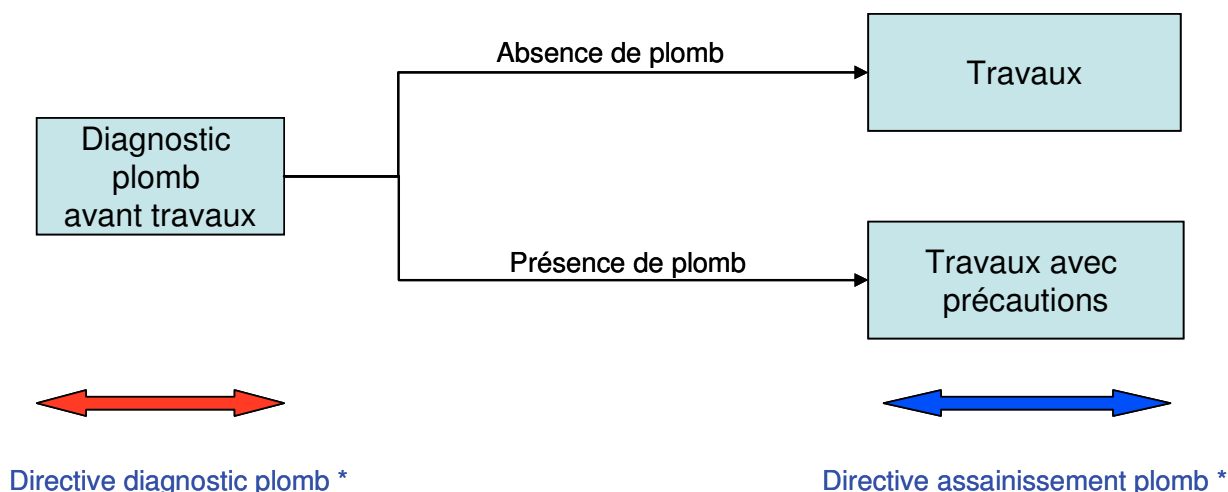 Absence de plomb
Travaux
Diagnostic
plomb
avant travaux
Présence de plomb
Travaux avec
précautions
Directive diagnostic plomb *
Directive assainissement plomb *